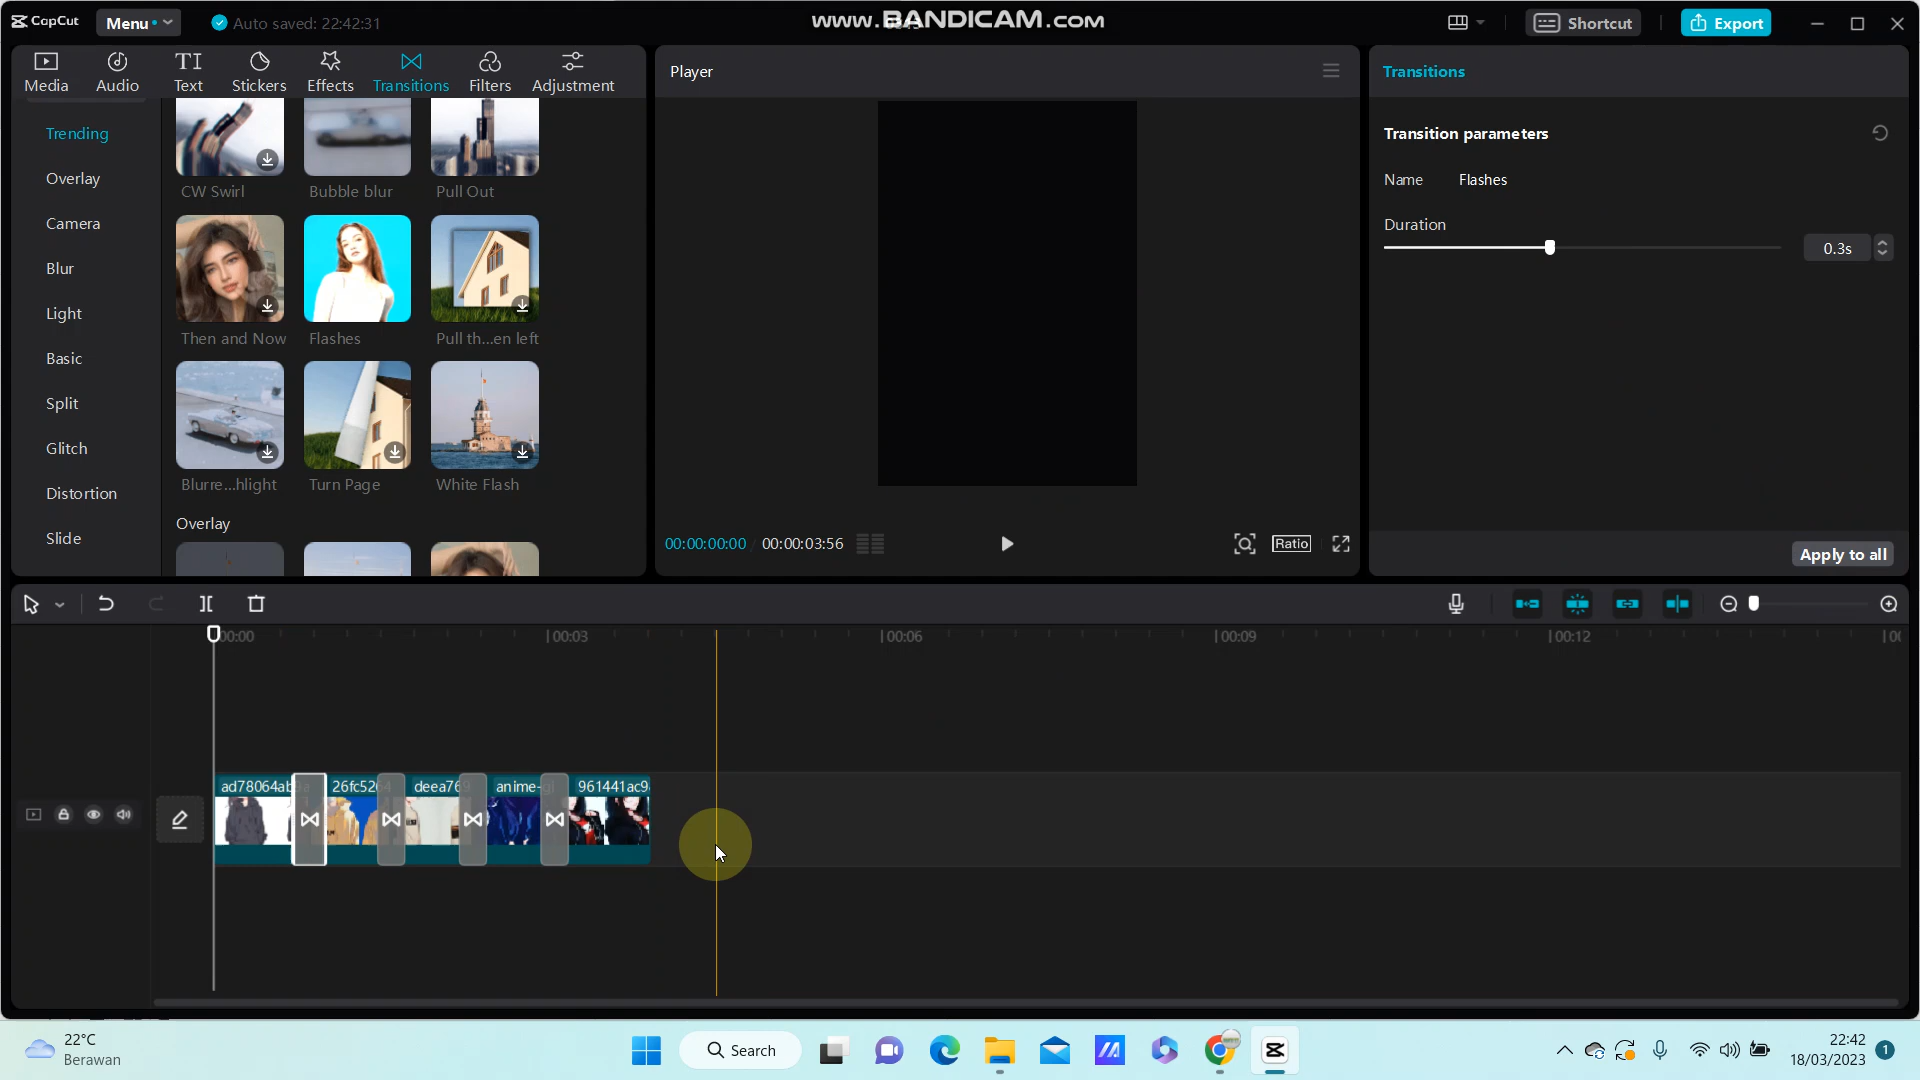 CapCut
Menu
Auto saved: 22:42:31
www.BANDICAM.COM
Shortcut
Export
Media
Audio
Text
Stickers
Effects
Transitions
Filters
Adjustment
Trending
Overlay
Camera
Blur
Light
Basic
Split
Glitch
Distortion
Slide
CW Swirl
Bubble blur
Pull Out
Then and Now
Flashes
Pull th...en left
Blurre...hlight
Turn Page
White Flash
Overlay
Player
00:00:00:00
00:00:03:56
Ratio
Transitions
Transition parameters
Name Flashes
Duration
0.3s
Apply to all
00:00
00:03
00:06
00:09
00:12
26fc5264
deea769
anime-gl
961441ac9
22°C
Berawan
Search
22:42
18/03/2023
1